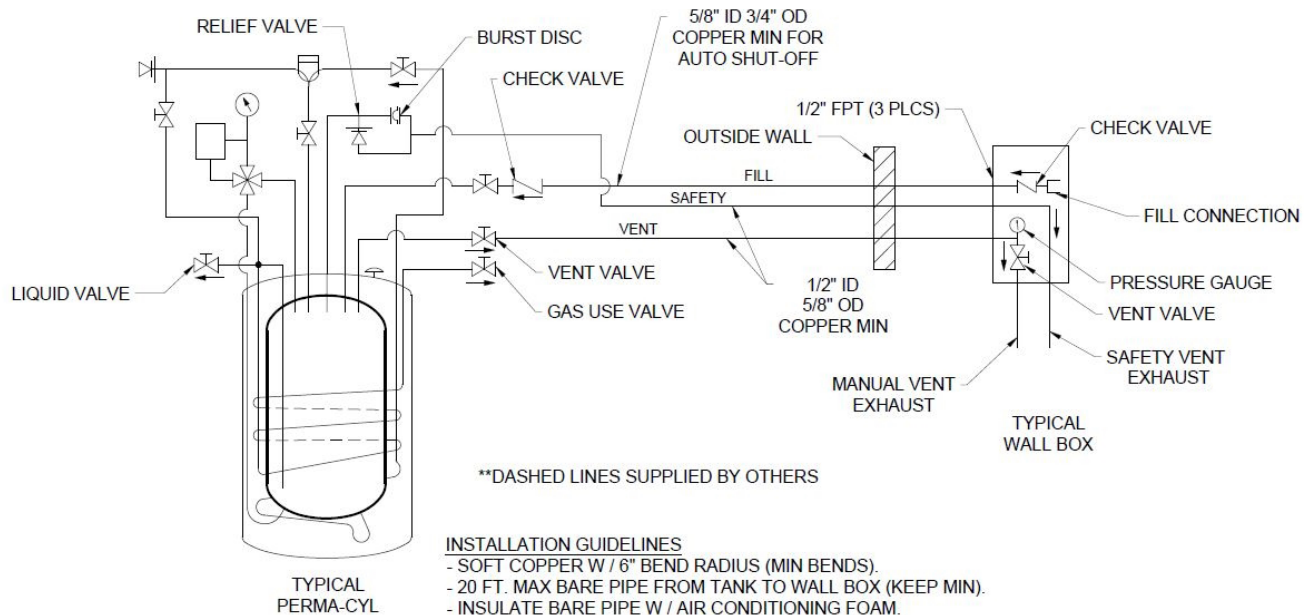 RELIEF VALVE
BURST DISC
CHECK VALVE
5/8" ID 3/4" OD
COPPER MIN FOR
AUTO SHUT-OFF
1/2" FPT (3 PLCS)
OUTSIDE WALL
CHECK VALVE
FILL
SAFETY
VENT
FILL CONNECTION
LIQUID VALVE
VENT VALVE
GAS USE VALVE
1/2" ID
5/8" OD
COPPER MIN
PRESSURE GAUGE
VENT VALVE
SAFETY VENT
EXHAUST
MANUAL VENT
EXHAUST
TYPICAL
WALL BOX
**DASHED LINES SUPPLIED BY OTHERS
INSTALLATION GUIDELINES
- SOFT COPPER W / 6" BEND RADIUS (MIN BENDS).
- 20 FT. MAX BARE PIPE FROM TANK TO WALL BOX (KEEP MIN).
- INSULATE BARE PIPE W / AIR CONDITIONING FOAM.
TYPICAL
PERMA-CYL